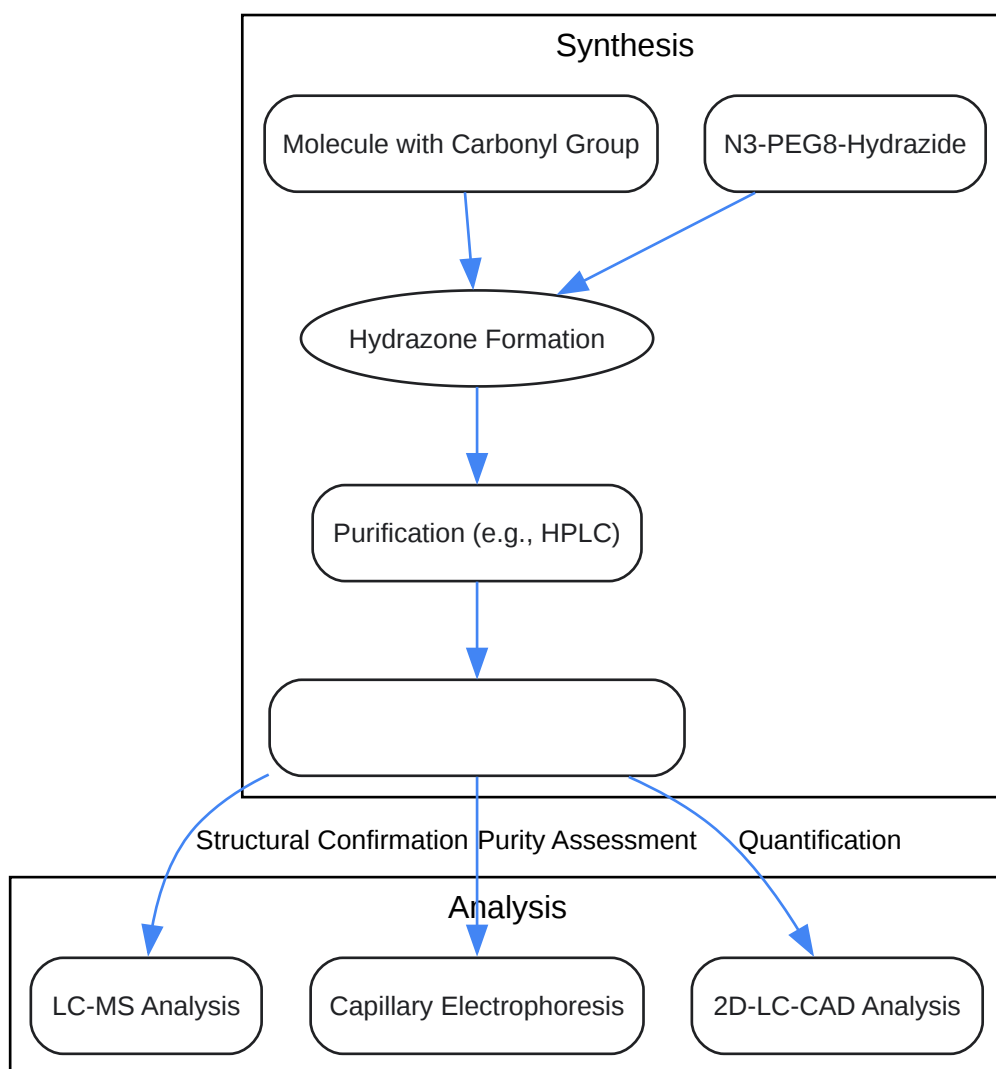 Synthesis
Molecule with Carbonyl Group
N3-PEG8-Hydrazide
Hydrazone Formation
Purification (e.g., HPLC)
Structural Confirmation
Purity Assessment
Quantification
Analysis
LC-MS Analysis
Capillary Electrophoresis
2D-LC-CAD Analysis